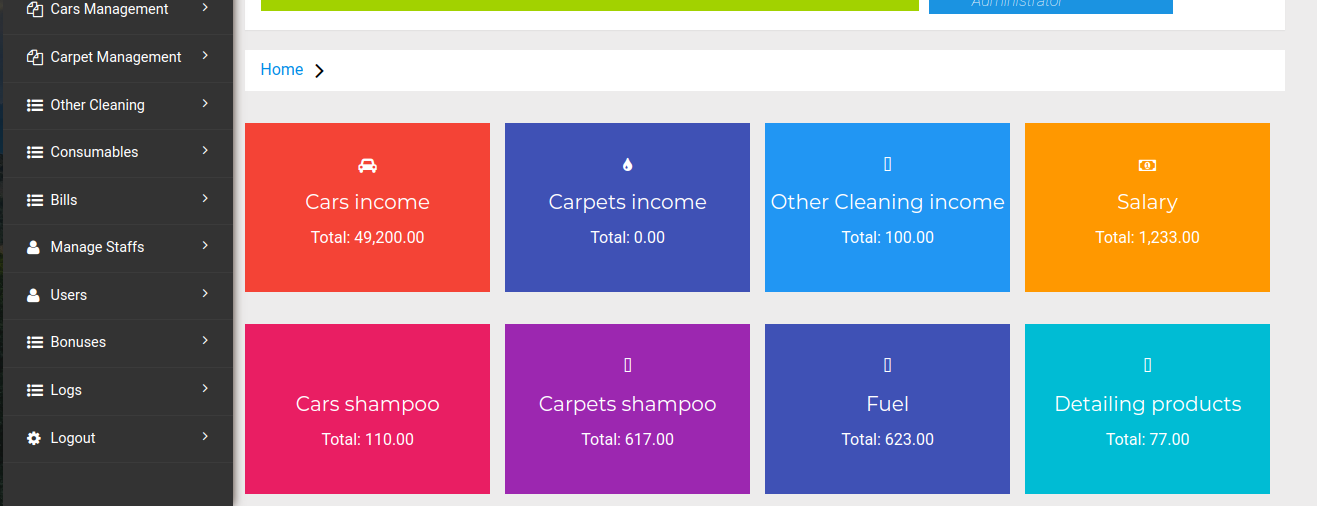 Administrator
Cars Management
Carpet Management
Other Cleaning
Consumables
Bills
Manage Staffs
Users
Bonuses
Logs
Logout
Home
Cars income
Total: 49,200.00
Carpets income
Total: 0.00
Other Cleaning income
Total: 100.00
Salary
Total: 1,233.00
Cars shampoo
Total: 110.00
Carpets shampoo
Total: 617.00
Fuel
Total: 623.00
Detailing products
Total: 77.00